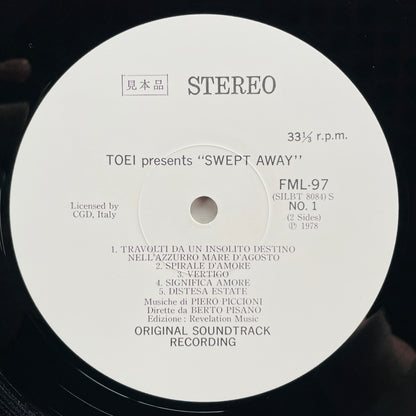 見本品 STEREO
33⅓ r.p.m.
TOEI presents "SWEPT AWAY"
FML-97
(SILBT 8084) S
Licensed by
CGD, Italy
NO. 1
(2 Sides)
Ⓟ 1978
1. TRAVOLTI DA UN INSOLITO DESTINO
NELL'AZZURRO MARE D'AGOSTO
2. SPIRALE D'AMORE
3. VERTIGO
4. SIGNIFICA AMORE
5. DISTESA ESTATE
Musiche di PIERO PICCIONI
Dirette da BERTO PISANO
Edizione : Revelation Music
ORIGINAL SOUNDTRACK
RECORDING